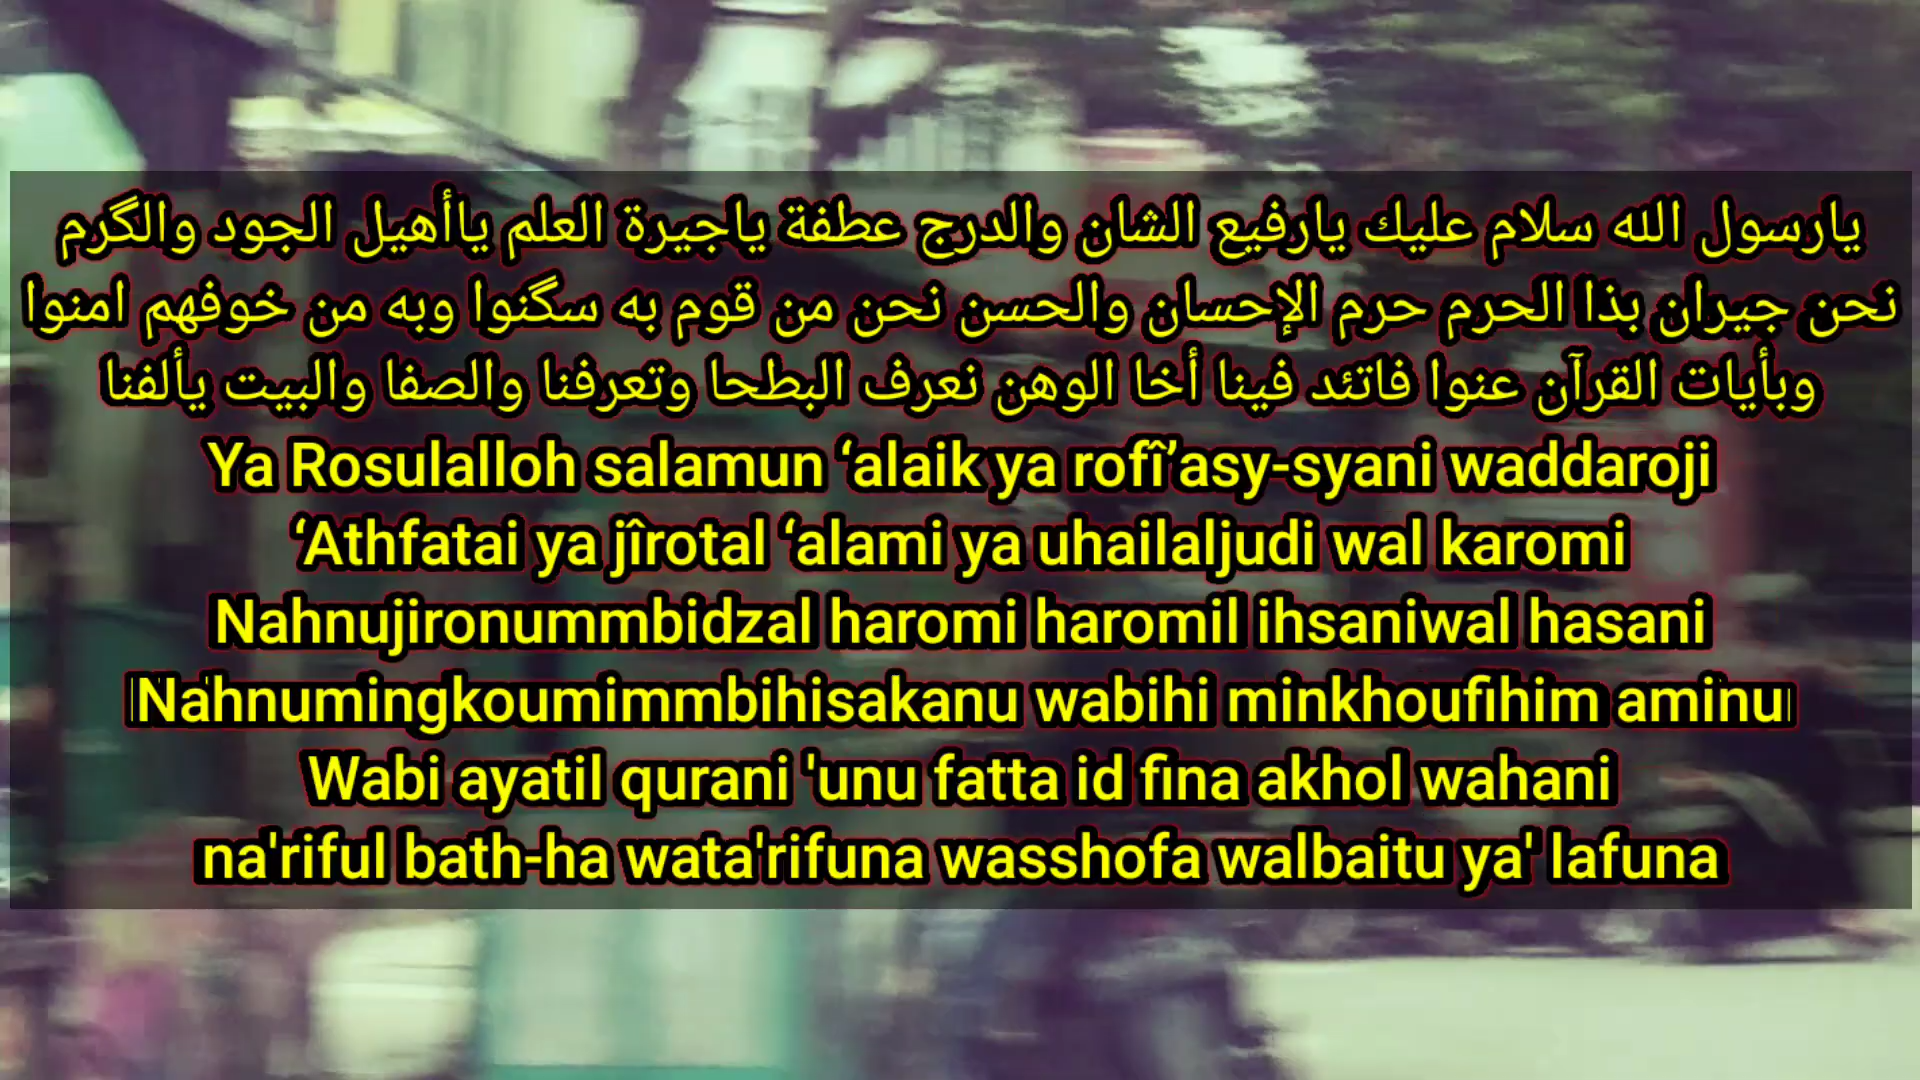 يارسول الله سلام عليك يارفيع الشان والدرج عطفة ياجيرة العلم ياأهيل الجود والگرم
نحن جيران بذا الحرم حرم الإحسان والحسن نحن من قوم به سگنوا وبه من خوفهم امنوا
وبأيات القرآن عنوا فاتئد فينا أخا الوهن نعرف البطحا وتعرفنا والصفا والبيت يألفنا
Ya Rosulalloh salamun ‘alaik ya rofî’asy-syani waddaroji
‘Athfatai ya jîrotal ‘alami ya uhailaljudi wal karomi
Nahnujironummbidzal haromi haromil ihsaniwal hasani
Nahnumingkoumimmbihisakanu wabihi minkhoufihim aminu
Wabi ayatil qurani 'unu fatta id fina akhol wahani
na'riful bath-ha wata'rifuna wasshofa walbaitu ya' lafuna